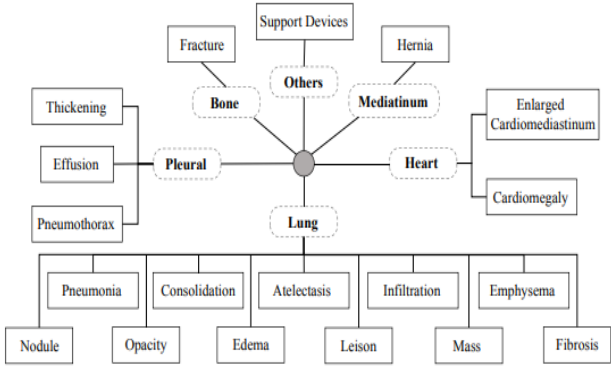 Support Devices
Fracture
Hernia
Others
Bone
Mediatinum
Thickening
Enlarged
Cardiomediastinum
Effusion
Pleural
Heart
Pneumothorax
Cardiomegaly
Lung
Pneumonia
Consolidation
Atelectasis
Infiltration
Emphysema
Nodule
Opacity
Edema
Leison
Mass
Fibrosis